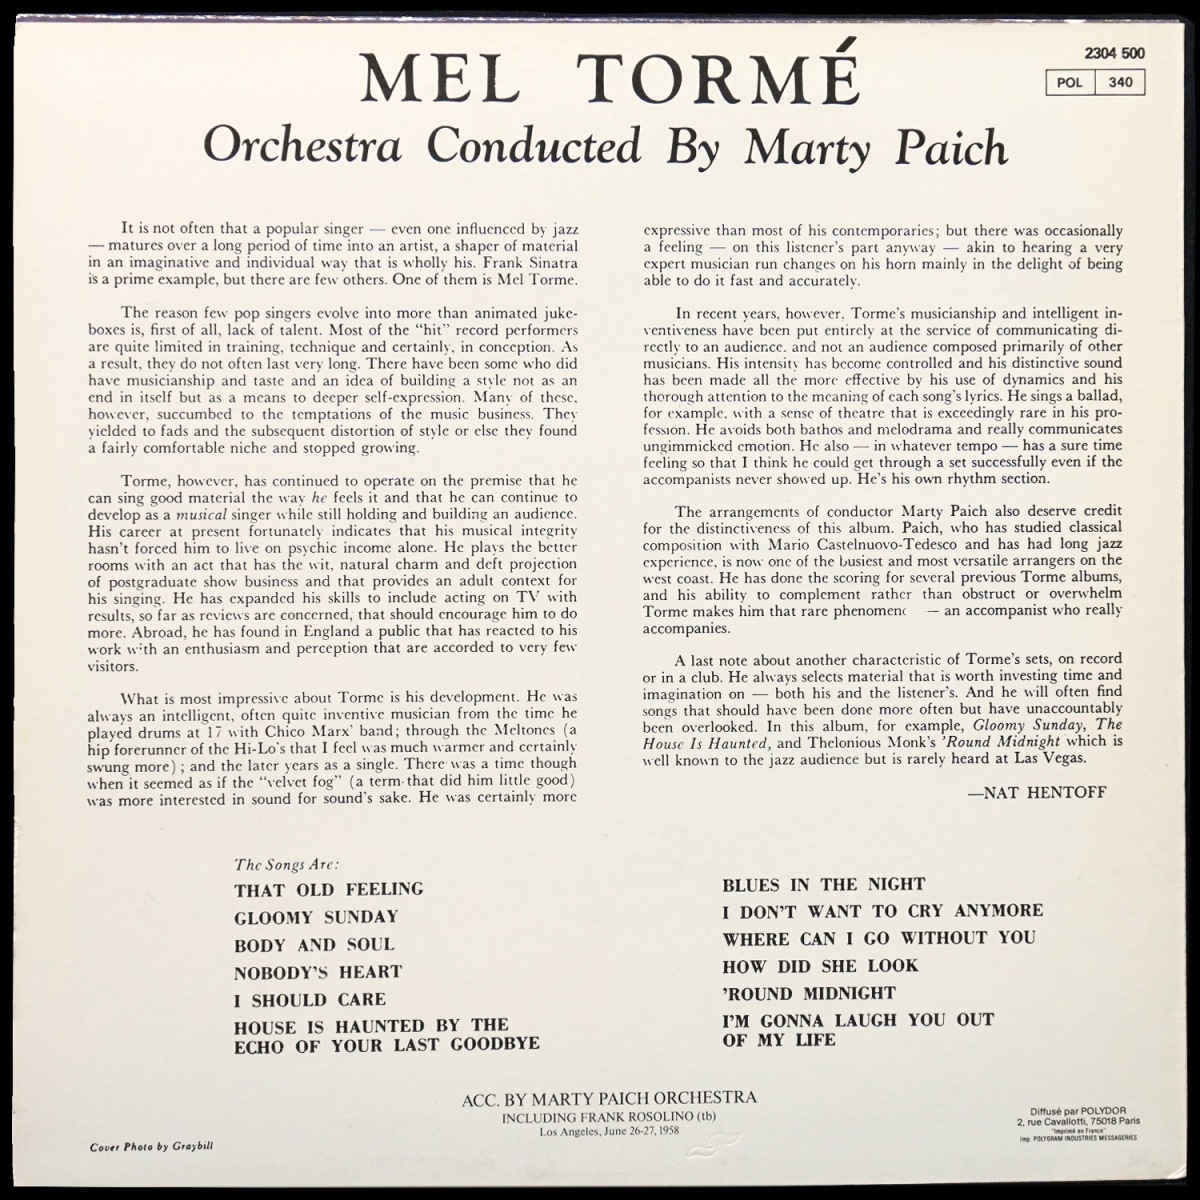 MEL TORMÉ
2304 500
POL 340
Orchestra Conducted By Marty Paich
It is not often that a popular singer — even one influenced by jazz
— matures over a long period of time into an artist, a shaper of material
in an imaginative and individual way that is wholly his. Frank Sinatra
is a prime example, but there are few others. One of them is Mel Torme.
The reason few pop singers evolve into more than animated juke-
boxes is, first of all, lack of talent. Most of the “hit” record performers
are quite limited in training, technique and certainly, in conception. As
a result, they do not often last very long. There have been some who did
have musicianship and taste and an idea of building a style not as an
end in itself but as a means to deeper self-expression. Many of these,
however, succumbed to the temptations of the music business. They
yielded to fads and the subsequent distortion of style or else they found
a fairly comfortable niche and stopped growing.
Torme, however, has continued to operate on the premise that he
can sing good material the way he feels it and that he can continue to
develop as a musical singer while still holding and building an audience.
His career at present fortunately indicates that his musical integrity
hasn’t forced him to live on psychic income alone. He plays the better
rooms with an act that has the wit, natural charm and deft projection
of postgraduate show business and that provides an adult context for
his singing. He has expanded his skills to include acting on TV with
results, so far as reviews are concerned, that should encourage him to do
more. Abroad, he has found in England a public that has reacted to his
work with an enthusiasm and perception that are accorded to very few
visitors.
What is most impressive about Torme is his development. He was
always an intelligent, often quite inventive musician from the time he
played drums at 17 with Chico Marx’ band; through the Meltones (a
hip forerunner of the Hi-Lo’s that I feel was much warmer and certainly
swung more) ; and the later years as a single. There was a time though
when it seemed as if the “velvet fog” (a term that did him little good)
was more interested in sound for sound’s sake. He was certainly more
expressive than most of his contemporaries; but there was occasionally
a feeling — on this listener’s part anyway — akin to hearing a very
expert musician run changes on his horn mainly in the delight of being
able to do it fast and accurately.
In recent years, however, Torme’s musicianship and intelligent in-
ventiveness have been put entirely at the service of communicating di-
rectly to an audience, and not an audience composed primarily of other
musicians. His intensity has become controlled and his distinctive sound
has been made all the more effective by his use of dynamics and his
thorough attention to the meaning of each song’s lyrics. He sings a ballad,
for example, with a sense of theatre that is exceedingly rare in his pro-
fession. He avoids both bathos and melodrama and really communicates
ungimmicked emotion. He also — in whatever tempo — has a sure time
feeling so that I think he could get through a set successfully even if the
accompanists never showed up. He’s his own rhythm section.
The arrangements of conductor Marty Paich also deserve credit
for the distinctiveness of this album. Paich, who has studied classical
composition with Mario Castelnuovo-Tedesco and has had long jazz
experience, is now one of the busiest and most versatile arrangers on the
west coast. He has done the scoring for several previous Torme albums,
and his ability to complement rather than obstruct or overwhelm
Torme makes him that rare phenomenc — an accompanist who really
accompanies.
A last note about another characteristic of Torme’s sets, on record
or in a club. He always selects material that is worth investing time and
imagination on — both his and the listener’s. And he will often find
songs that should have been done more often but have unaccountably
been overlooked. In this album, for example, Gloomy Sunday, The
House Is Haunted, and Thelonious Monk’s ’Round Midnight which is
well known to the jazz audience but is rarely heard at Las Vegas.
—NAT HENTOFF
The Songs Are:
THAT OLD FEELING
GLOOMY SUNDAY
BODY AND SOUL
NOBODY’S HEART
I SHOULD CARE
HOUSE IS HAUNTED BY THE
ECHO OF YOUR LAST GOODBYE
BLUES IN THE NIGHT
I DON’T WANT TO CRY ANYMORE
WHERE CAN I GO WITHOUT YOU
HOW DID SHE LOOK
’ROUND MIDNIGHT
I’M GONNA LAUGH YOU OUT
OF MY LIFE
ACC. BY MARTY PAICH ORCHESTRA
INCLUDING FRANK ROSOLINO (tb)
Los Angeles, June 26-27, 1958
Cover Photo by Graybill
Diffusé par POLYDOR
2, rue Cavallotti, 75018 Paris
"Imprimé en France"
Imp. POLYGRAM INDUSTRIES MESSAGERIES